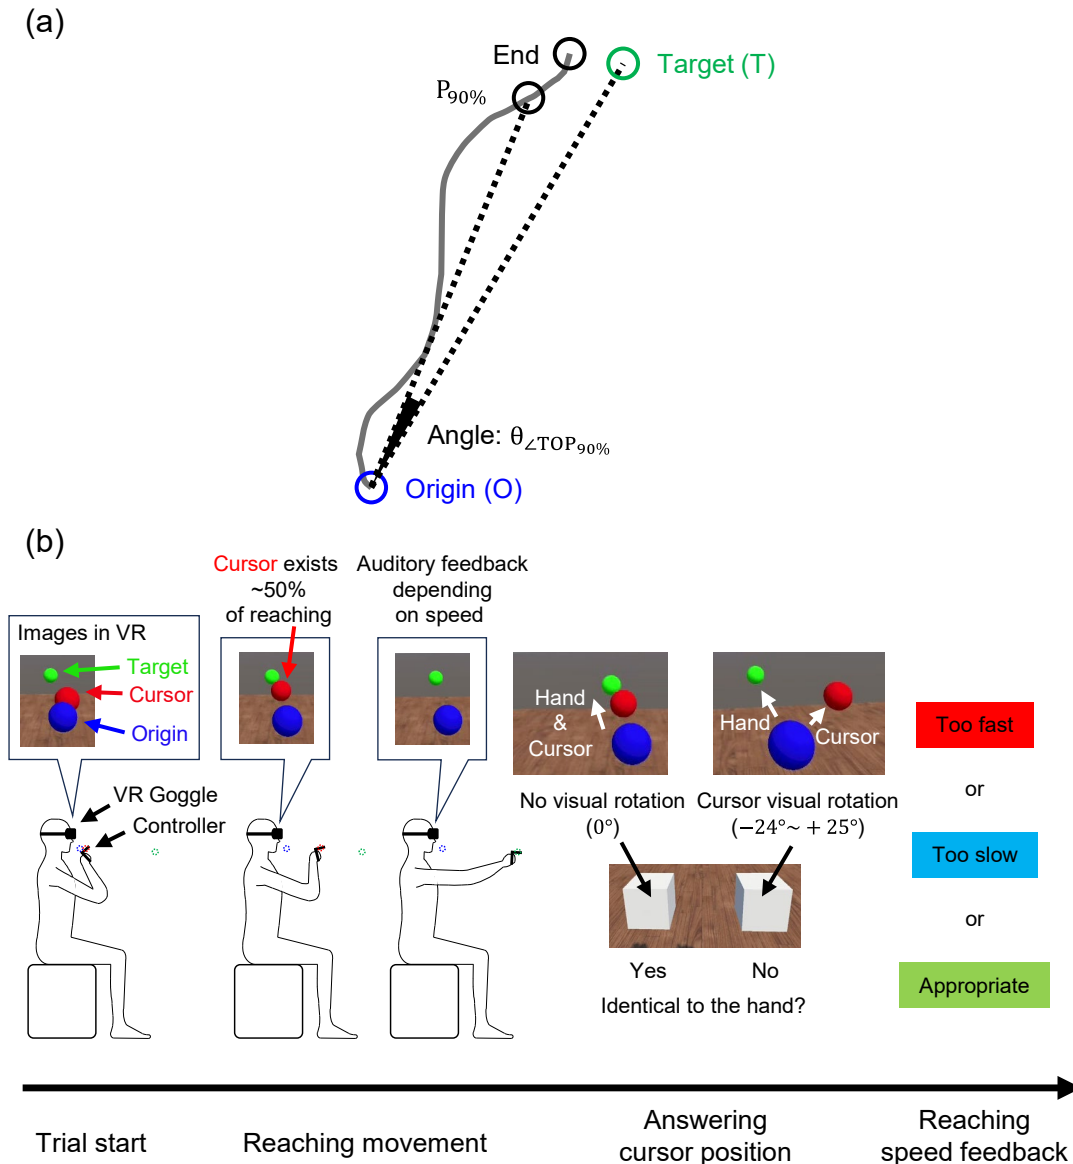 (a)
End
Target (T)
P90%
Angle: θ∠TOP90%
Origin (O)
(b)
Cursor exists
~50%
of reaching
Auditory feedback
depending
on speed
Images in VR
Target
Cursor
Origin
Hand
&
Cursor
Hand
Cursor
VR Goggle
Controller
No visual rotation
(0°)
Cursor visual rotation
(−24°~ + 25°)
Yes
No
Identical to the hand?
Too fast
or
Too slow
or
Appropriate
Trial start
Reaching movement
Answering
cursor position
Reaching
speed feedback